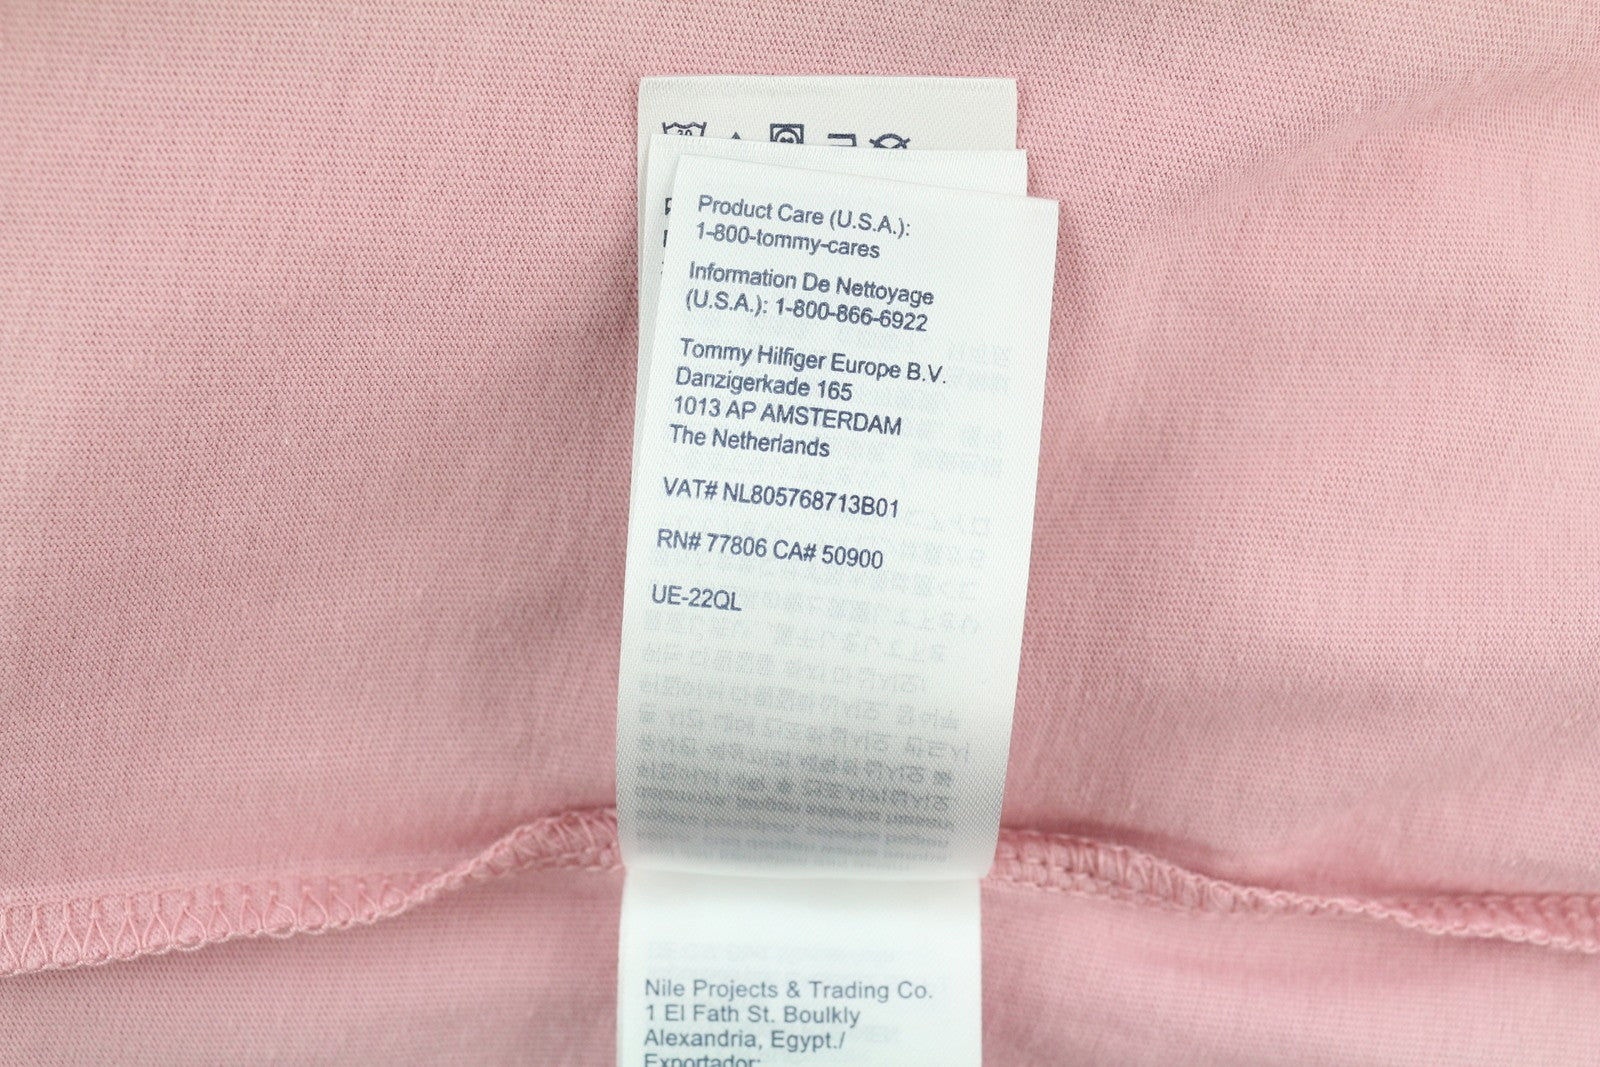 30
Product Care (U.S.A.):
1-800-tommy-cares
Information De Nettoyage
(U.S.A.): 1-800-866-6922
Tommy Hilfiger Europe B.V.
Danzigerkade 165
1013 AP AMSTERDAM
The Netherlands
VAT# NL805768713B01
RN# 77806 CA# 50900
UE-22QL
Nile Projects & Trading Co.
1 El Fath St. Boulkly
Alexandria, Egypt./
Exportador: